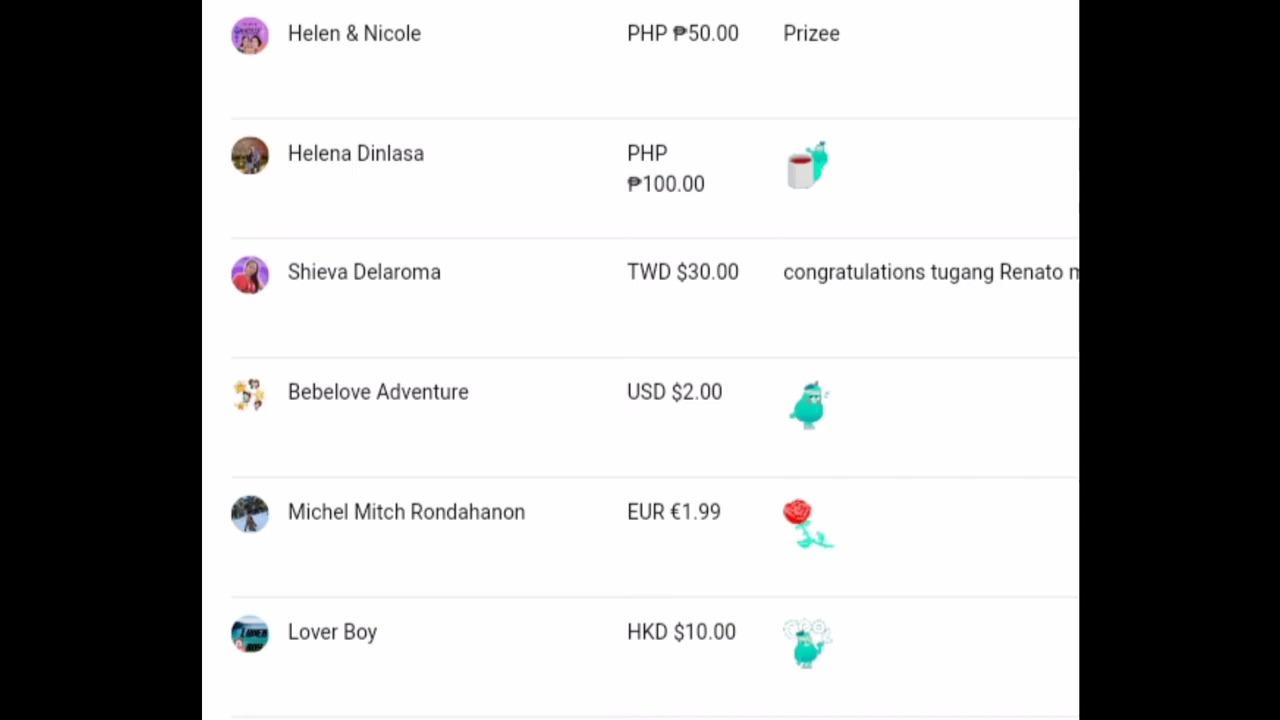 Helen & Nicole PHP ₱50.00 Prizee
Helena Dinlasa PHP
₱100.00
Shieva Delaroma TWD $30.00 congratulations tugang Renato
Bebelove Adventure USD $2.00
Michel Mitch Rondahanon EUR €1.99
Lover Boy HKD $10.00